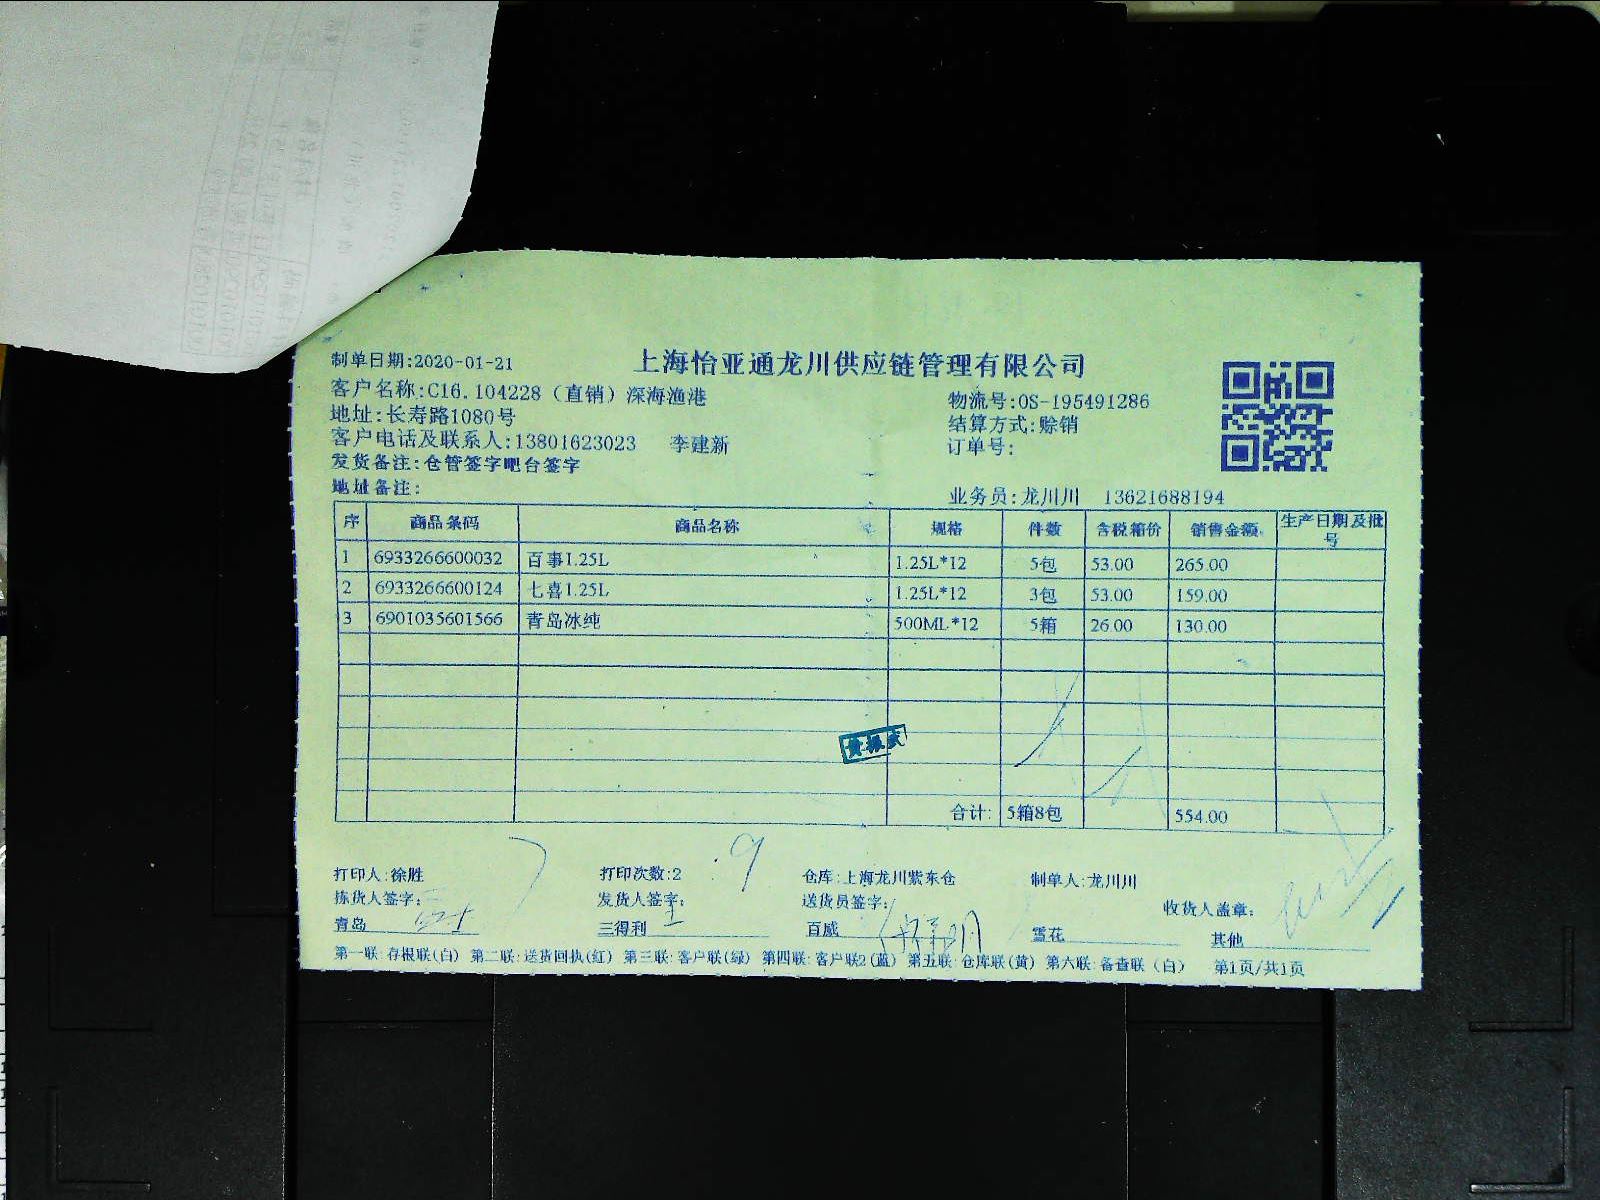 上海怡亚通龙川供应链管理有限公司
制单日期:2020-01-21
客户名称:C16.104228（直销）深海渔港
物流号:OS-195491286
地址:长寿路1080号
结算方式:赊销
客户电话及联系人:13801623023 李建新
订单号:
发货备注:仓管签字吧台签字
地址备注:
业务员:龙川川 13621688194
序 商品条码 商品名称 规格 件数 含税箱价 销售金额 生产日期及批号
1 6933266600032 百事1.25L 1.25L*12 5包 53.00 265.00
2 6933266600124 七喜1.25L 1.25L*12 3包 53.00 159.00
3 6901035601566 青岛冰纯 500ML*12 5箱 26.00 130.00
合计: 5箱8包 554.00
打印人:徐胜 打印次数:2 仓库:上海龙川紫东仓 制单人:龙川川
拣货人签字: 发货人签字: 送货员签字: 收货人盖章:
青岛 三得利 百威 雪花 其他
第一联:存根联(白) 第二联:送货回执(红) 第三联:客户联(绿) 第四联:客户联2(蓝) 第五联:仓库联(黄) 第六联:备查联（白） 第1页/共1页